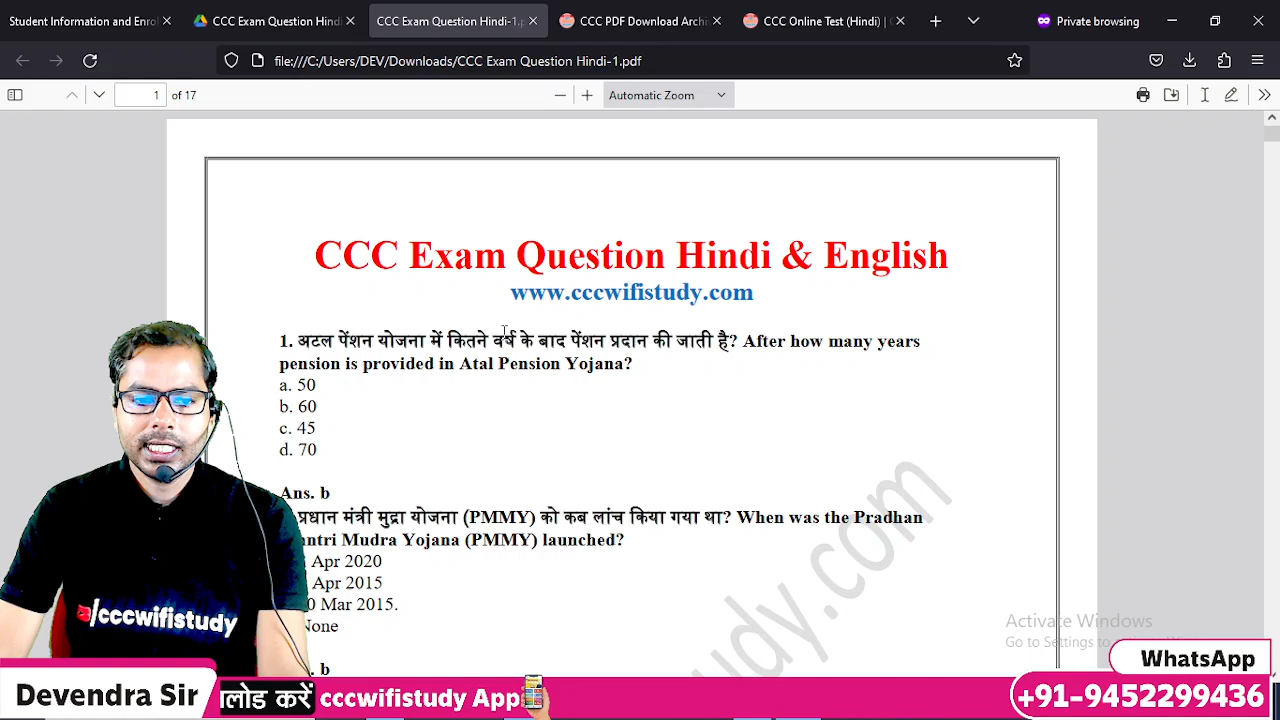 Student Information and Enrol
CCC Exam Question Hindi
CCC Exam Question Hindi-1.p
CCC PDF Download Archi
CCC Online Test (Hindi) |
Private browsing
file:///C:/Users/DEV/Downloads/CCC Exam Question Hindi-1.pdf
1 of 17
Automatic Zoom
CCC Exam Question Hindi & English
www.cccwifistudy.com
1. अटल पेंशन योजना में कितने वर्ष के बाद पेंशन प्रदान की जाती है? After how many years
pension is provided in Atal Pension Yojana?
a. 50
b. 60
c. 45
d. 70
Ans. b
प्रधान मंत्री मुद्रा योजना (PMMY) को कब लांच किया गया था? When was the Pradhan
ntri Mudra Yojana (PMMY) launched?
Apr 2020
Apr 2015
0 Mar 2015.
None
. b
udy.com
Activate Windows
Go to Settings to
/cccwifistudy
WhatsApp
Devendra Sir
लोड करें cccwifistudy App
+91-9452299436